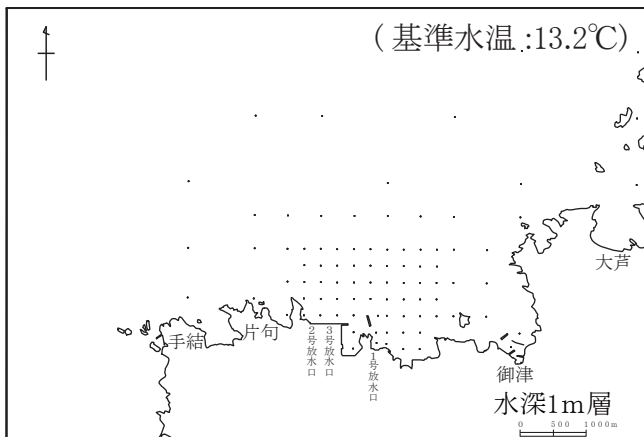 (基準水温:13.2℃)
大芦
手結
片句
2号放水口
3号放水口
1号放水口
御津
水深1m層
0 500 1000m